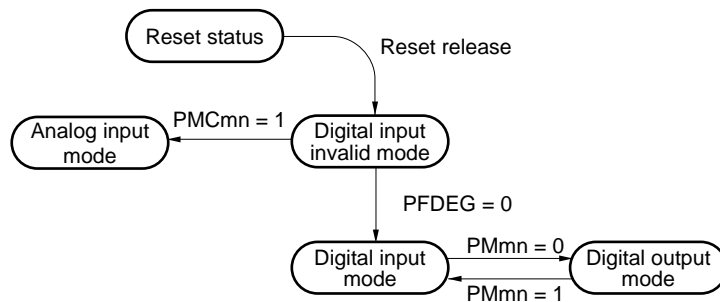 Reset status
Reset release
PMCmn = 1
Analog input
mode
Digital input
invalid mode
PFDEG = 0
Digital input
mode
PMmn = 0
PMmn = 1
Digital output
mode